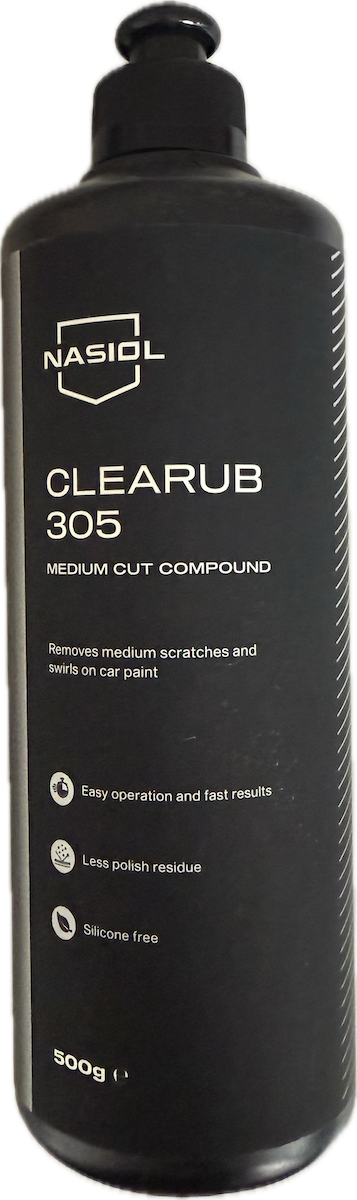 NASIOL
CLEARUB
305
MEDIUM CUT COMPOUND
Removes medium scratches and
swirls on car paint
Easy operation and fast results
Less polish residue
Silicone free
500g ℮